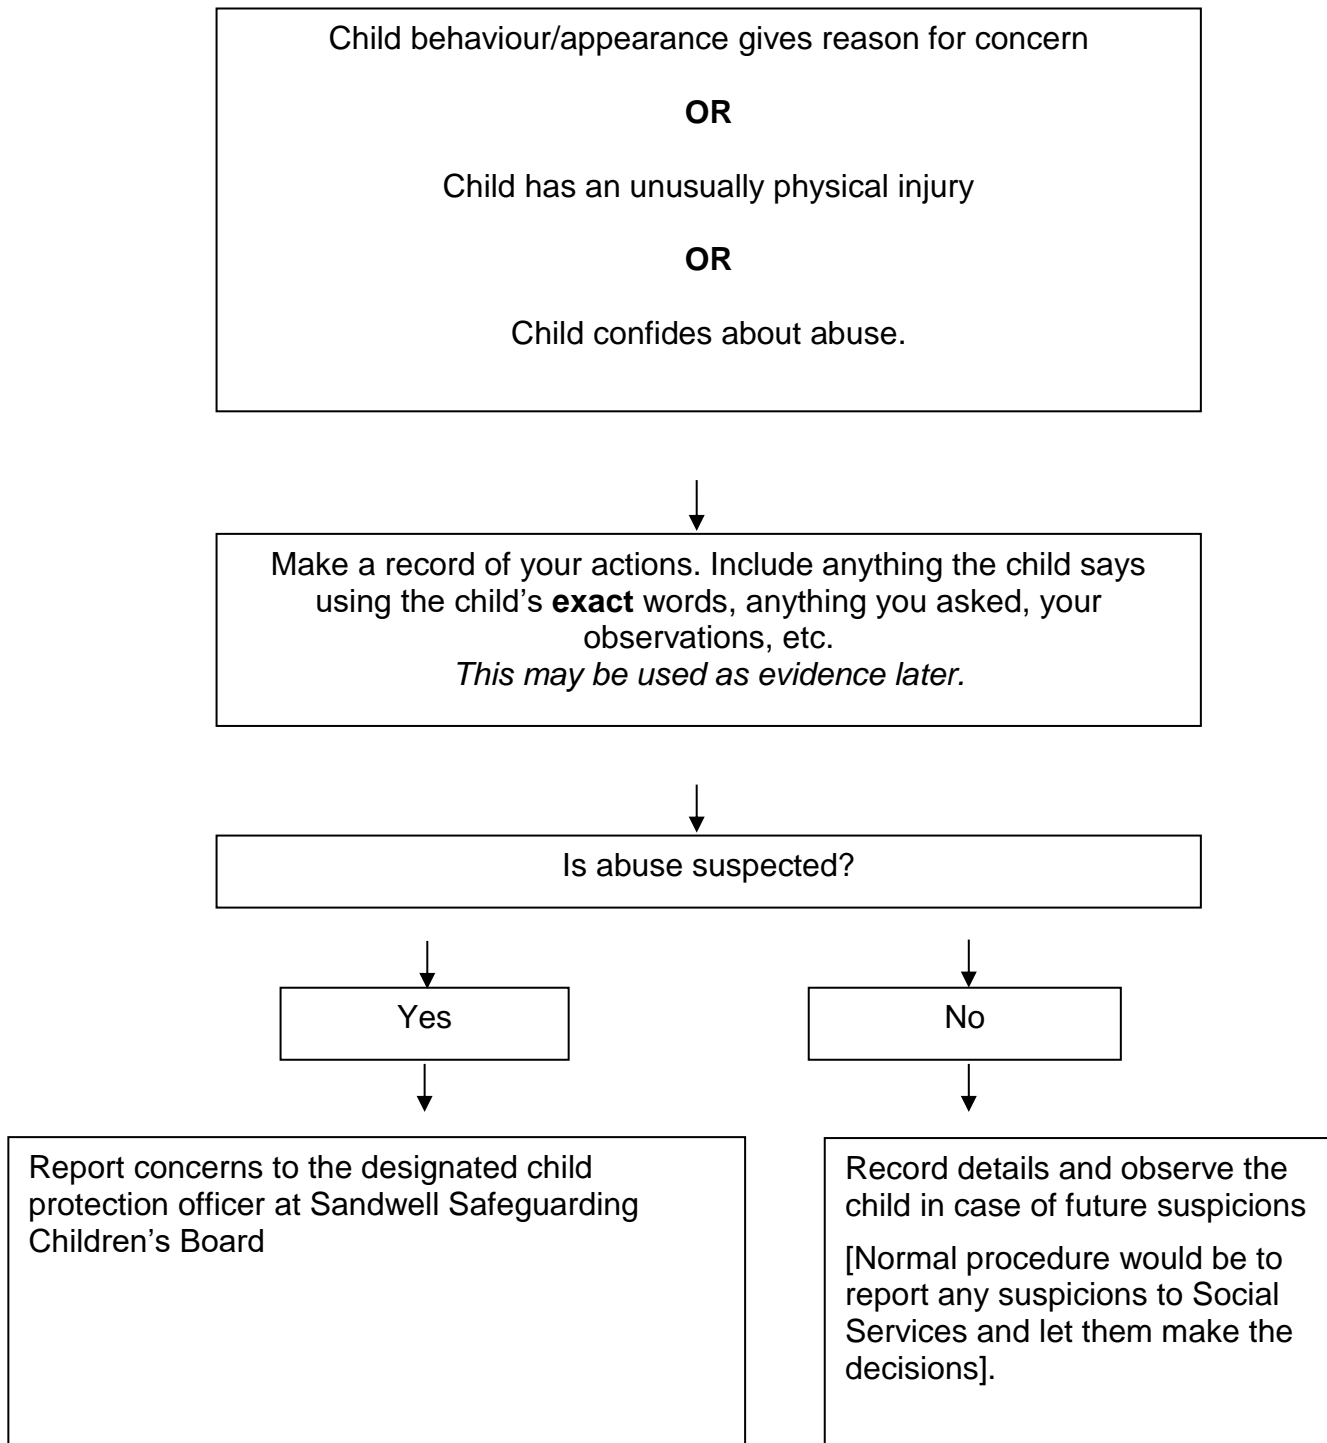 Child behaviour/appearance gives reason for concern
OR
Child has an unusually physical injury
OR
Child confides about abuse.
Make a record of your actions. Include anything the child says
using the child’s exact words, anything you asked, your
observations, etc.
This may be used as evidence later.
Is abuse suspected?
Yes
No
Report concerns to the designated child
protection officer at Sandwell Safeguarding
Children’s Board
Record details and observe the
child in case of future suspicions
[Normal procedure would be to
report any suspicions to Social
Services and let them make the
decisions].